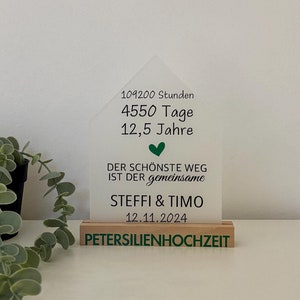 109200 Stunden
4550 Tage
12,5 Jahre
DER SCHÖNSTE WEG
IST DER gemeinsame
STEFFI & TIMO
12.11.2024
PETERSILIENHOCHZEIT